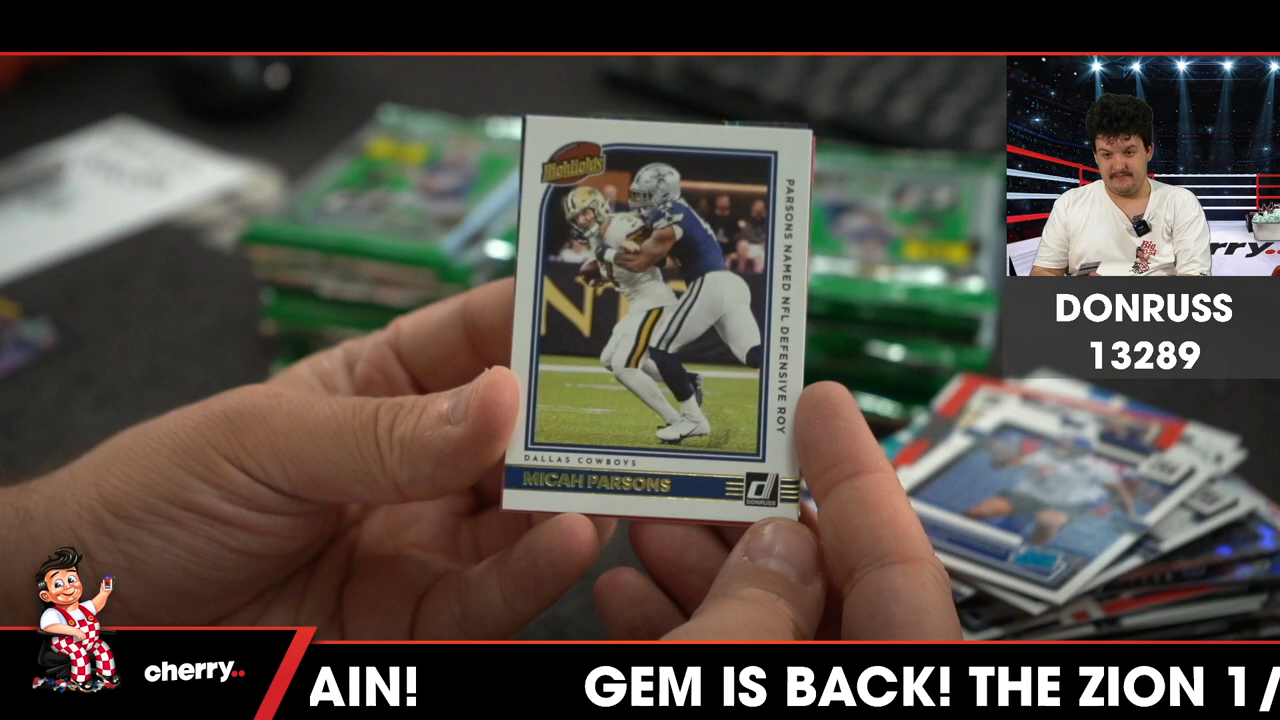 Highlights
PARSONS NAMED NFL DEFENSIVE ROY
DALLAS COWBOYS
MICAH PARSONS
DONRUSS
DONRUSS
13289
cherry..
AIN!
GEM IS BACK! THE ZION 1/